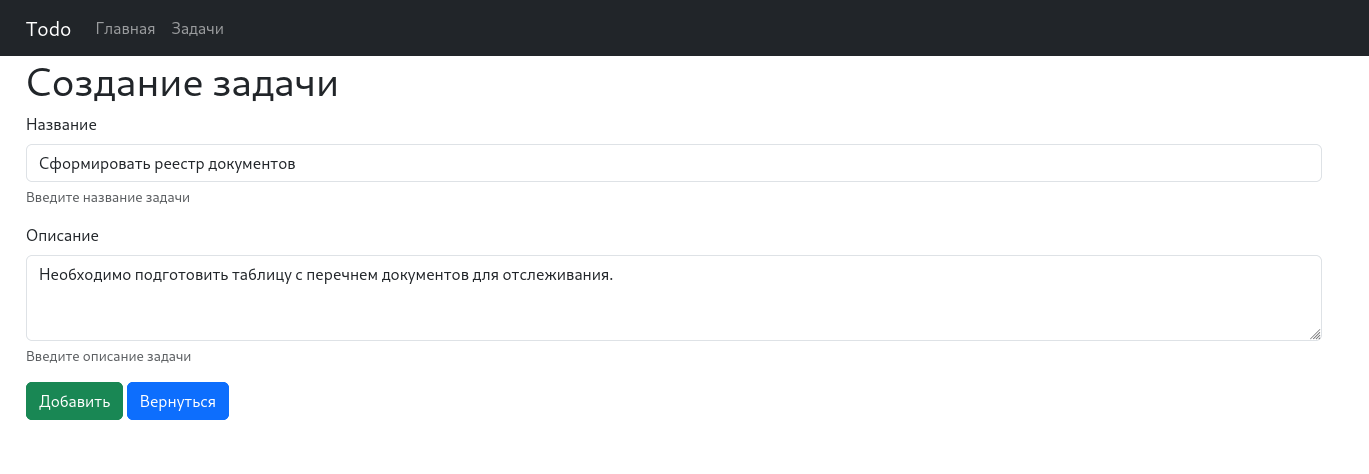 Todo Главная Задачи
Создание задачи
Название
Сформировать реестр документов
Введите название задачи
Описание
Необходимо подготовить таблицу с перечнем документов для отслеживания.
Введите описание задачи
Добавить Вернуться